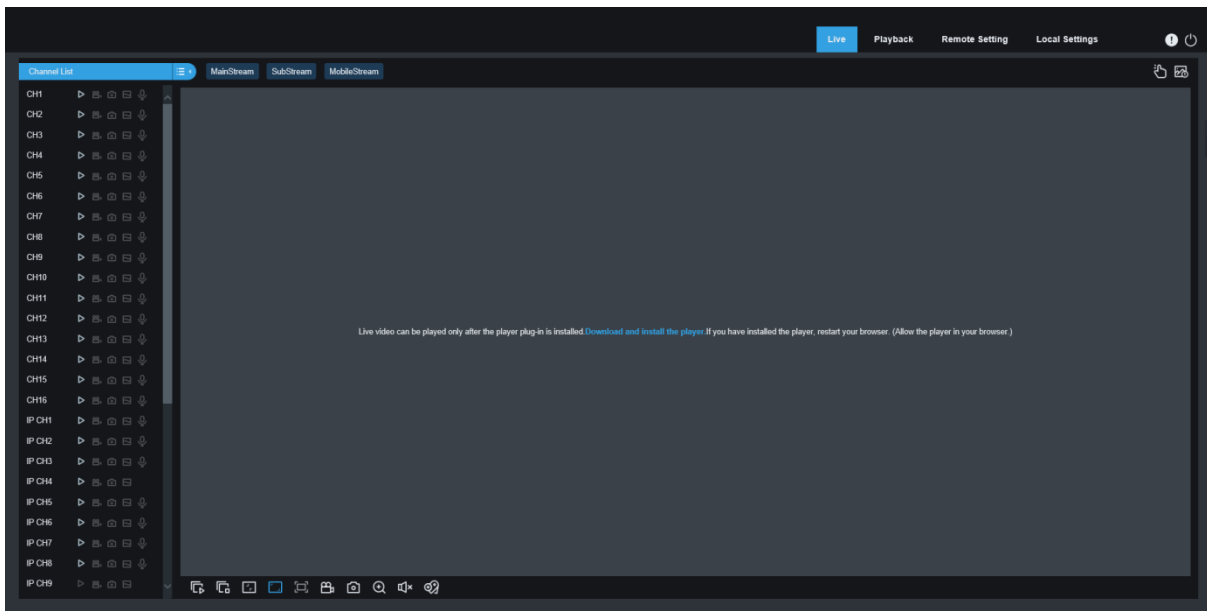 Live Playback Remote Setting Local Settings
Channel List MainStream SubStream MobileStream
CH1
CH2
CH3
CH4
CH5
CH6
CH7
CH8
CH9
CH10
CH11
CH12
Live video can be played only after the player plug-in is installed.Download and install the player.If you have installed the player, restart your browser. (Allow the player in your browser.)
CH13
CH14
CH15
CH16
IP CH1
IP CH2
IP CH3
IP CH4
IP CH5
IP CH6
IP CH7
IP CH8
IP CH9